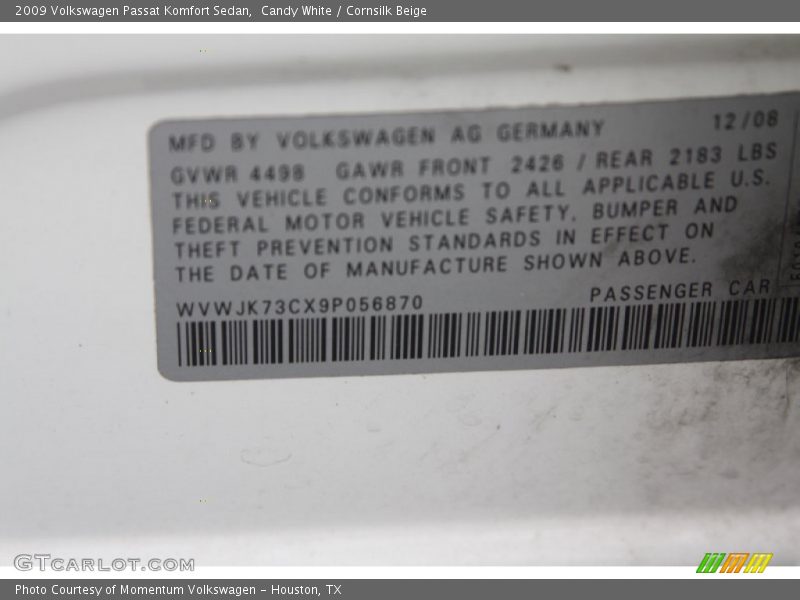 2009 Volkswagen Passat Komfort Sedan, Candy White / Cornsilk Beige
12/08
MFD BY VOLKSWAGEN AG GERMANY
GVWR 4498 GAWR FRONT 2426 / REAR 2183 LBS
THIS VEHICLE CONFORMS TO ALL APPLICABLE U.S.
FEDERAL MOTOR VEHICLE SAFETY, BUMPER AND
THEFT PREVENTION STANDARDS IN EFFECT ON
THE DATE OF MANUFACTURE SHOWN ABOVE.
WVWJK73CX9P056870 PASSENGER CAR
GTCARLOT.COM
Photo Courtesy of Momentum Volkswagen - Houston, TX